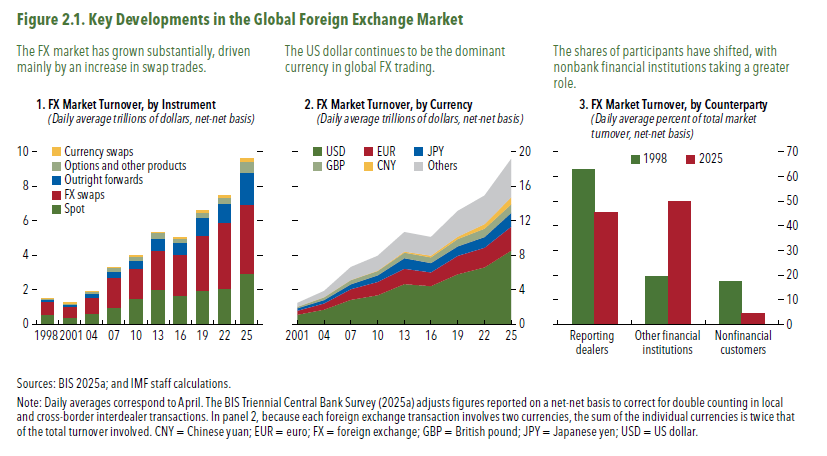 Figure 2.1. Key Developments in the Global Foreign Exchange Market
The FX market has grown substantially, driven
mainly by an increase in swap trades.
The US dollar continues to be the dominant
currency in global FX trading.
The shares of participants have shifted, with
nonbank financial institutions taking a greater
role.
1. FX Market Turnover, by Instrument
(Daily average trillions of dollars, net-net basis)
10
8
6
4
2
0
Currency swaps
Options and other products
Outright forwards
FX swaps
Spot
1998 2001 04 07 10 13 16 19 22 25
2. FX Market Turnover, by Currency
(Daily average trillions of dollars, net-net basis)
USD EUR JPY
GBP CNY Others
20
16
12
8
4
0
2001 04 07 10 13 16 19 22 25
3. FX Market Turnover, by Counterparty
(Daily average percent of total market
turnover, net-net basis)
1998 2025
70
60
50
40
30
20
10
0
Reporting
dealers
Other financial
institutions
Nonfinancial
customers
Sources: BIS 2025a; and IMF staff calculations.
Note: Daily averages correspond to April. The BIS Triennial Central Bank Survey (2025a) adjusts figures reported on a net-net basis to correct for double counting in local
and cross-border interdealer transactions. In panel 2, because each foreign exchange transaction involves two currencies, the sum of the individual currencies is twice that
of the total turnover involved. CNY = Chinese yuan; EUR = euro; FX = foreign exchange; GBP = British pound; JPY = Japanese yen; USD = US dollar.